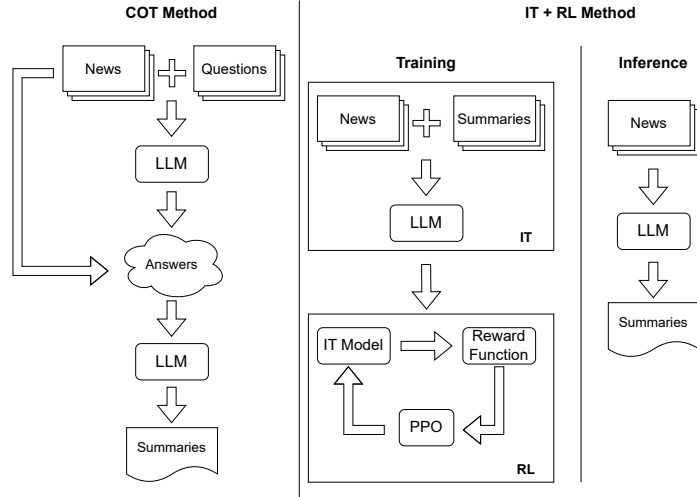 COT Method
News
Questions
LLM
Answers
LLM
Summaries
IT + RL Method
Training
News
Summaries
LLM
IT
IT Model
Reward
Function
PPO
RL
Inference
News
LLM
Summaries